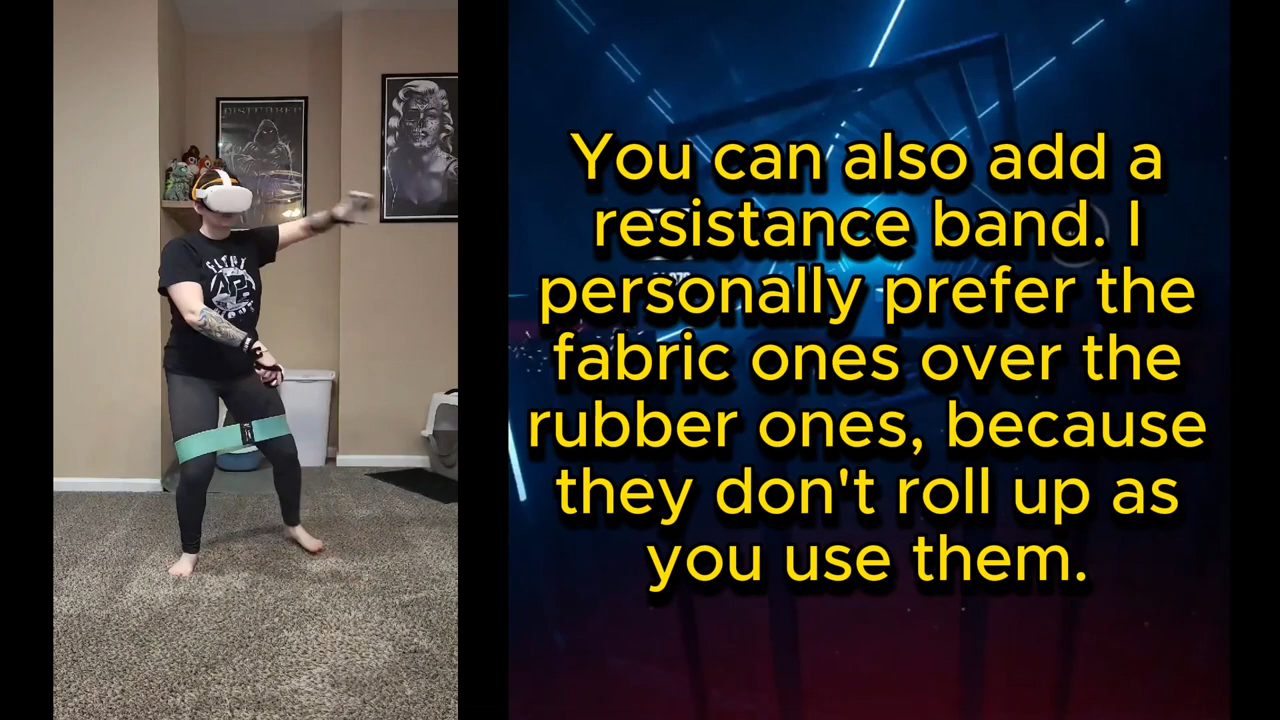 DISTURBED
You can also add a
resistance band. I
personally prefer the
fabric ones over the
rubber ones, because
they don't roll up as
you use them.